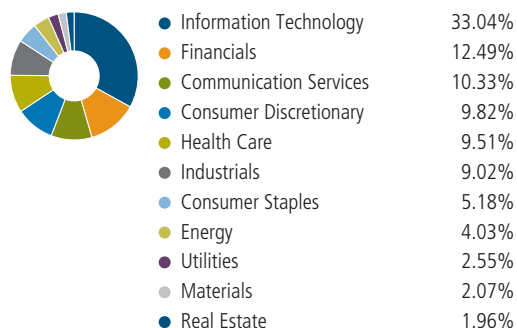 Information Technology 33.04%
Financials 12.49%
Communication Services 10.33%
Consumer Discretionary 9.82%
Health Care 9.51%
Industrials 9.02%
Consumer Staples 5.18%
Energy 4.03%
Utilities 2.55%
Materials 2.07%
Real Estate 1.96%